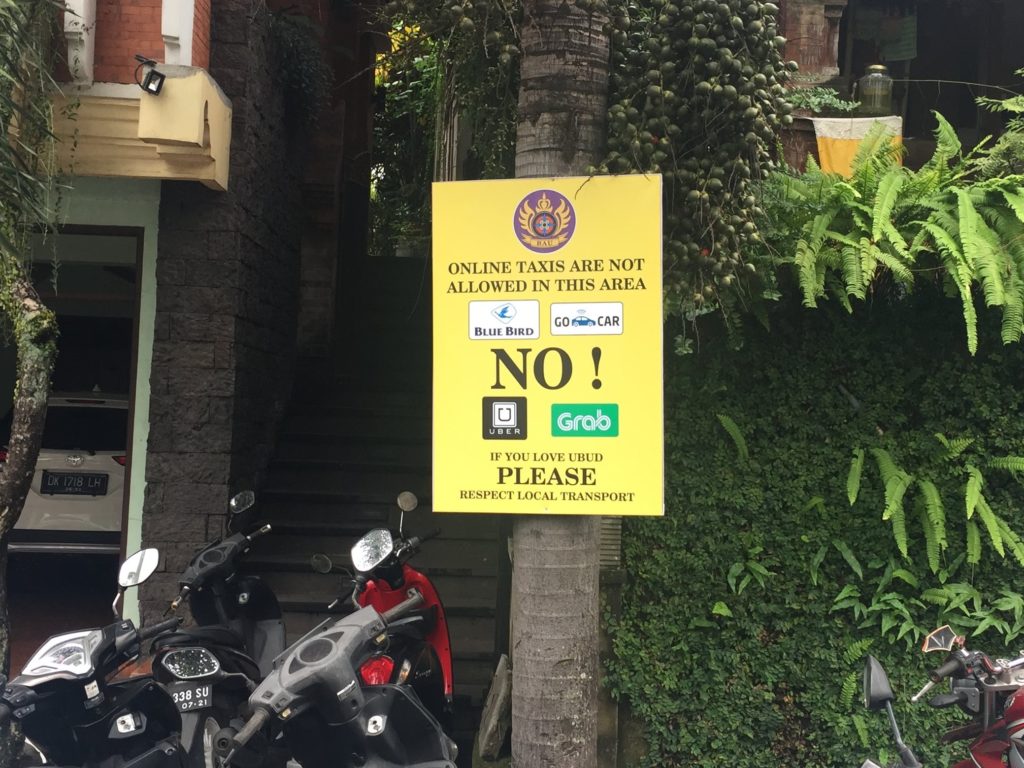 BAU
ONLINE TAXIS ARE NOT
ALLOWED IN THIS AREA
BLUE BIRD GO CAR
NO !
UBER Grab
IF YOU LOVE UBUD
PLEASE
RESPECT LOCAL TRANSPORT
DK 1718 LH
338 SU
07·21